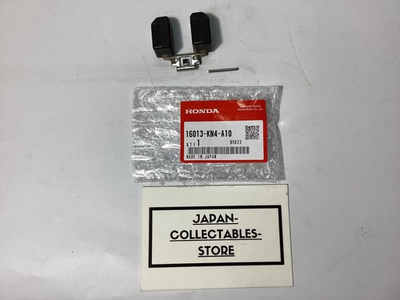 HONDA
16013-KN4-A10
1
MADE IN JAPAN
JAPAN-
COLLECTABLES-
STORE